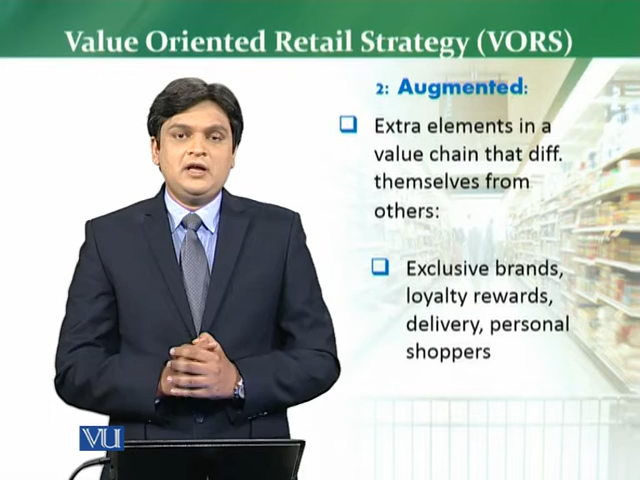 Value Oriented Retail Strategy (VORS)
2: Augmented:
Extra elements in a
value chain that diff.
themselves from
others:
Exclusive brands,
loyalty rewards,
delivery, personal
shoppers
VU